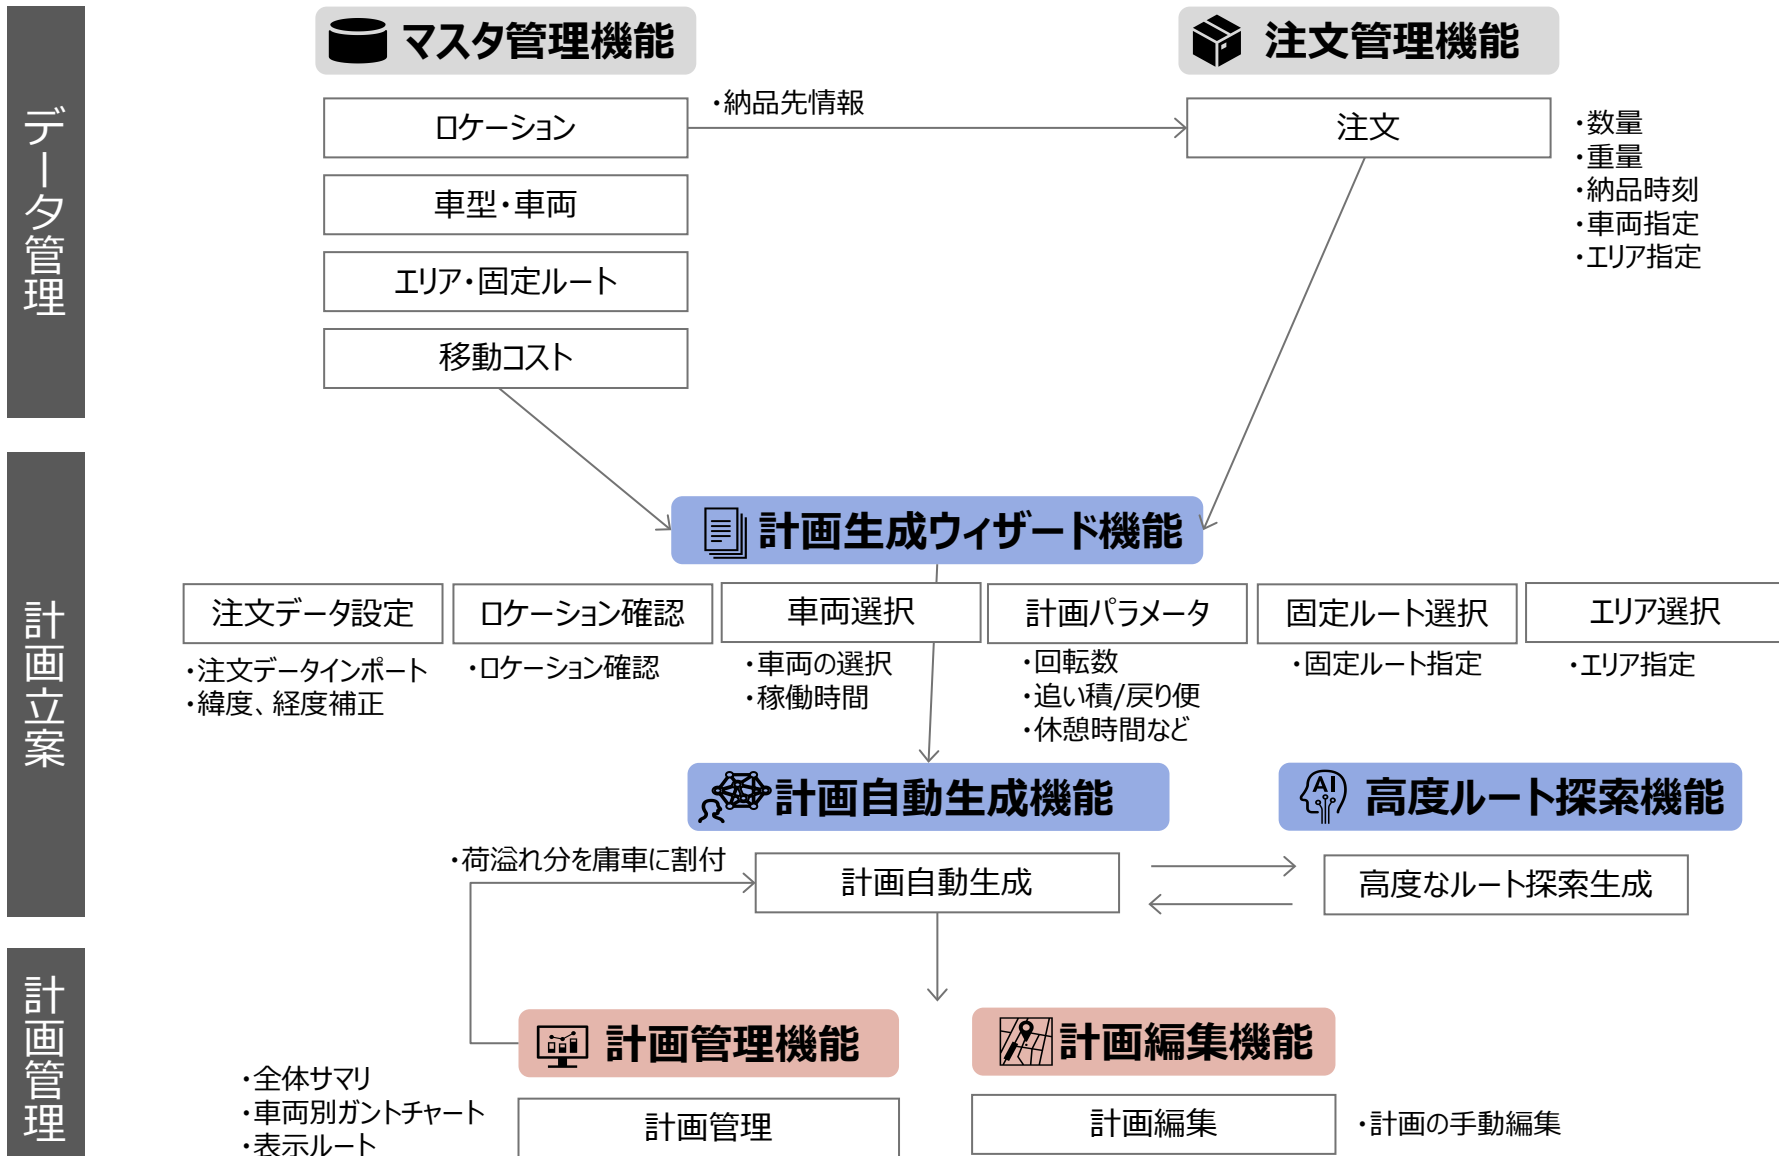 データ管理
マスタ管理機能
注文管理機能
ロケーション
・納品先情報
注文
・数量
・重量
・納品時刻
・車両指定
・エリア指定
車型・車両
エリア・固定ルート
移動コスト
計画立案
計画生成ウィザード機能
注文データ設定
・注文データインポート
・緯度、経度補正
ロケーション確認
・ロケーション確認
車両選択
・車両の選択
・稼働時間
計画パラメータ
・回転数
・追い積/戻り便
・休憩時間など
固定ルート選択
・固定ルート指定
エリア選択
・エリア指定
計画自動生成機能
AI
高度ルート探索機能
・荷溢れ分を庸車に割付
計画自動生成
高度なルート探索生成
計画管理
計画管理機能
計画編集機能
・全体サマリ
・車両別ガントチャート
・表示ルート
計画管理
計画編集
・計画の手動編集